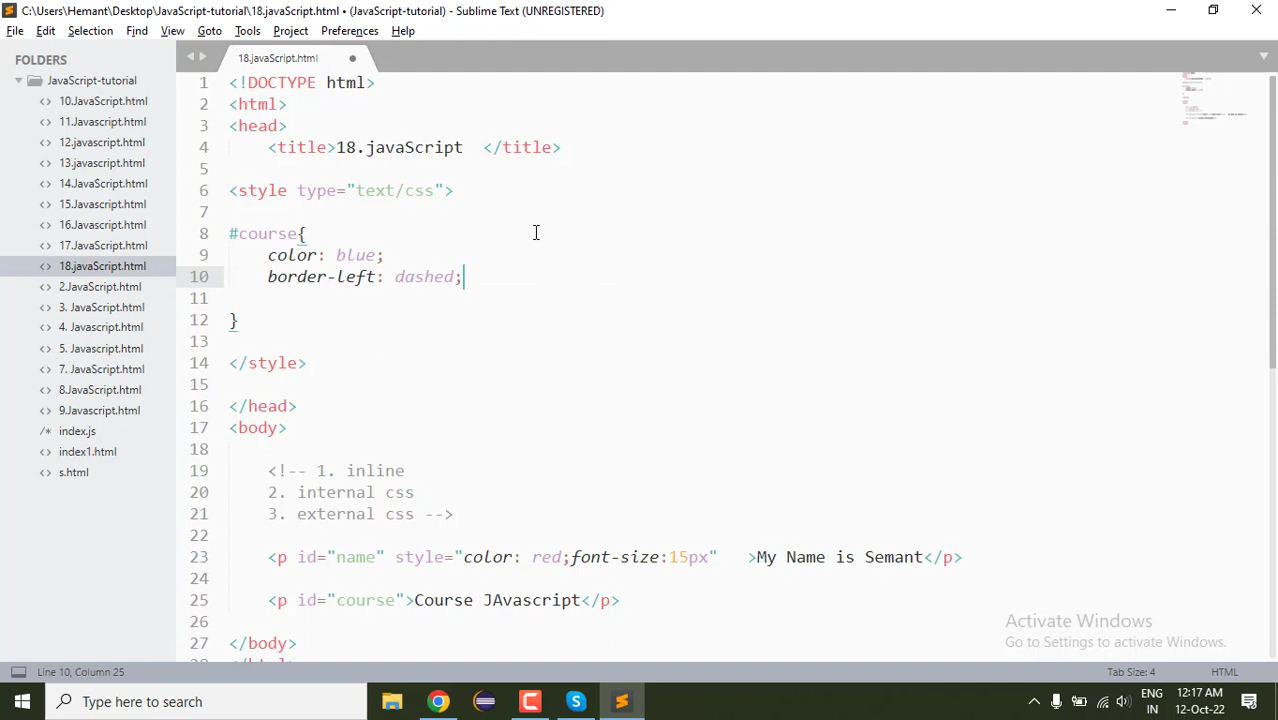 C:\Users\Hemant\Desktop\JavaScript-tutorial\18.javaScript.html • (JavaScript-tutorial) - Sublime Text (UNREGISTERED)
File Edit Selection Find View Goto Tools Project Preferences Help
FOLDERS
JavaScript-tutorial
10.JavaScript.html
11.Javascript.html
12.javascript.html
13.javascript.html
14.JavaScript.html
15.Javascript.html
16.Javascript.html
17.JavaScript.html
18.javaScript.html
2.JavaScript.html
3. JavaScript.html
4. Javascript.html
5. Javascript.html
7. JavaScript.html
8.JavaScript.html
9.Javascript.html
/* index.js
index1.html
s.html
18.javaScript.html
1 <!DOCTYPE html>
2 <html>
3 <head>
4 <title>18.javaScript  </title>
5
6 <style type="text/css">
7
8 #course{
9 color: blue;
10 border-left: dashed;
11
12 }
13
14 </style>
15
16 </head>
17 <body>
18
19 <!-- 1. inline
20 2. internal css
21 3. external css -->
22
23 <p id="name" style="color: red;font-size:15px"   >My Name is Semant</p>
24
25 <p id="course">Course JAvascript</p>
26
27 </body>
28 </html>
Activate Windows
Go to Settings to activate Windows.
Line 10, Column 25
Tab Size: 4
HTML
Type here to search
ENG
IN
12:17 AM
12-Oct-22